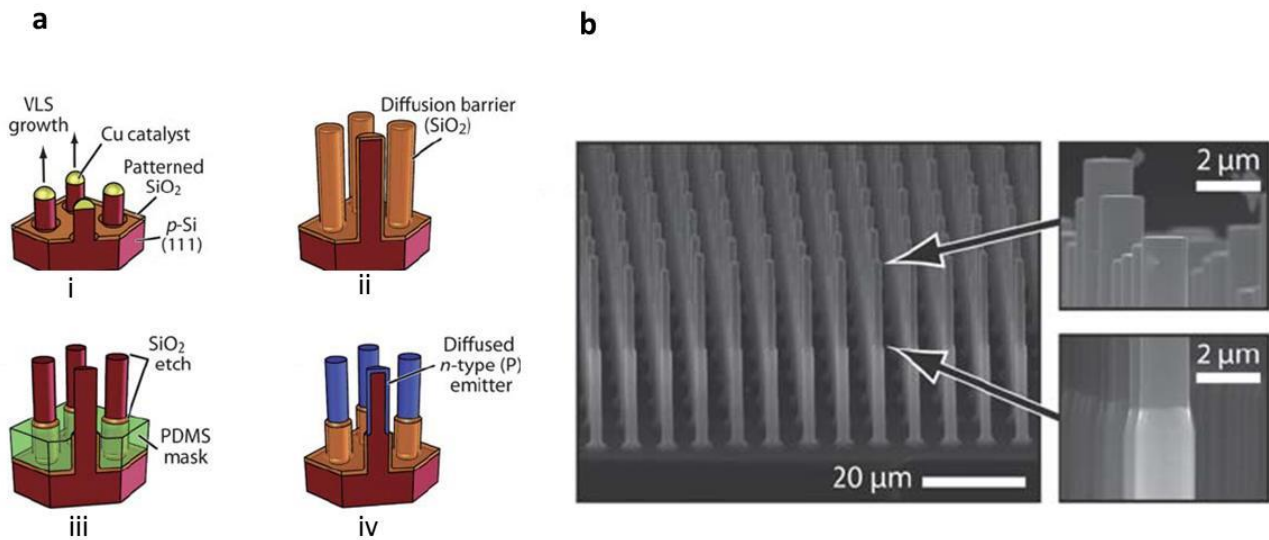 a
VLS
growth
Cu catalyst
Patterned
SiO₂
p-Si
(111)
i
Diffusion barrier
(SiO₂)
ii
SiO₂
etch
PDMS
mask
iii
Diffused
n-type (P)
emitter
iv
b
20 μm
2 μm
2 μm